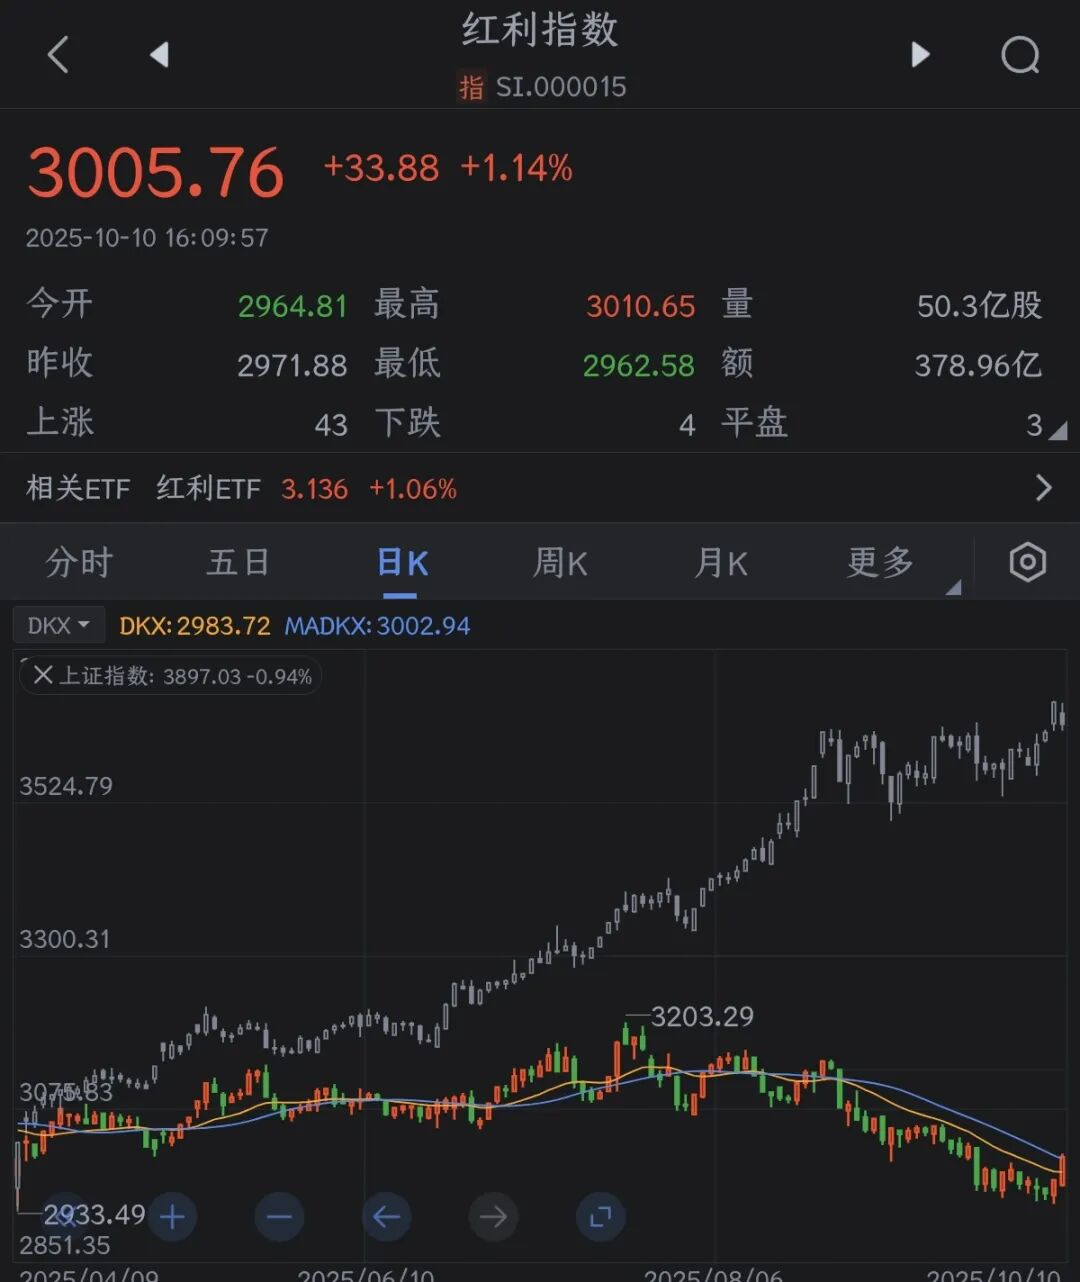 红利指数
指 SI.000015
3005.76 +33.88 +1.14%
2025-10-10 16:09:57
今开 2964.81 最高 3010.65 量 50.3亿股
昨收 2971.88 最低 2962.58 额 378.96亿
上涨 43 下跌 4 平盘 3
相关ETF 红利ETF 3.136 +1.06%
分时 五日 日K 周K 月K 更多
DKX DKX:2983.72 MADKX:3002.94
上证指数: 3897.03 -0.94%
3524.79
3300.31
3203.29
3075.83
2933.49
2851.35
2025/04/09 2025/06/10 2025/08/06 2025/10/10